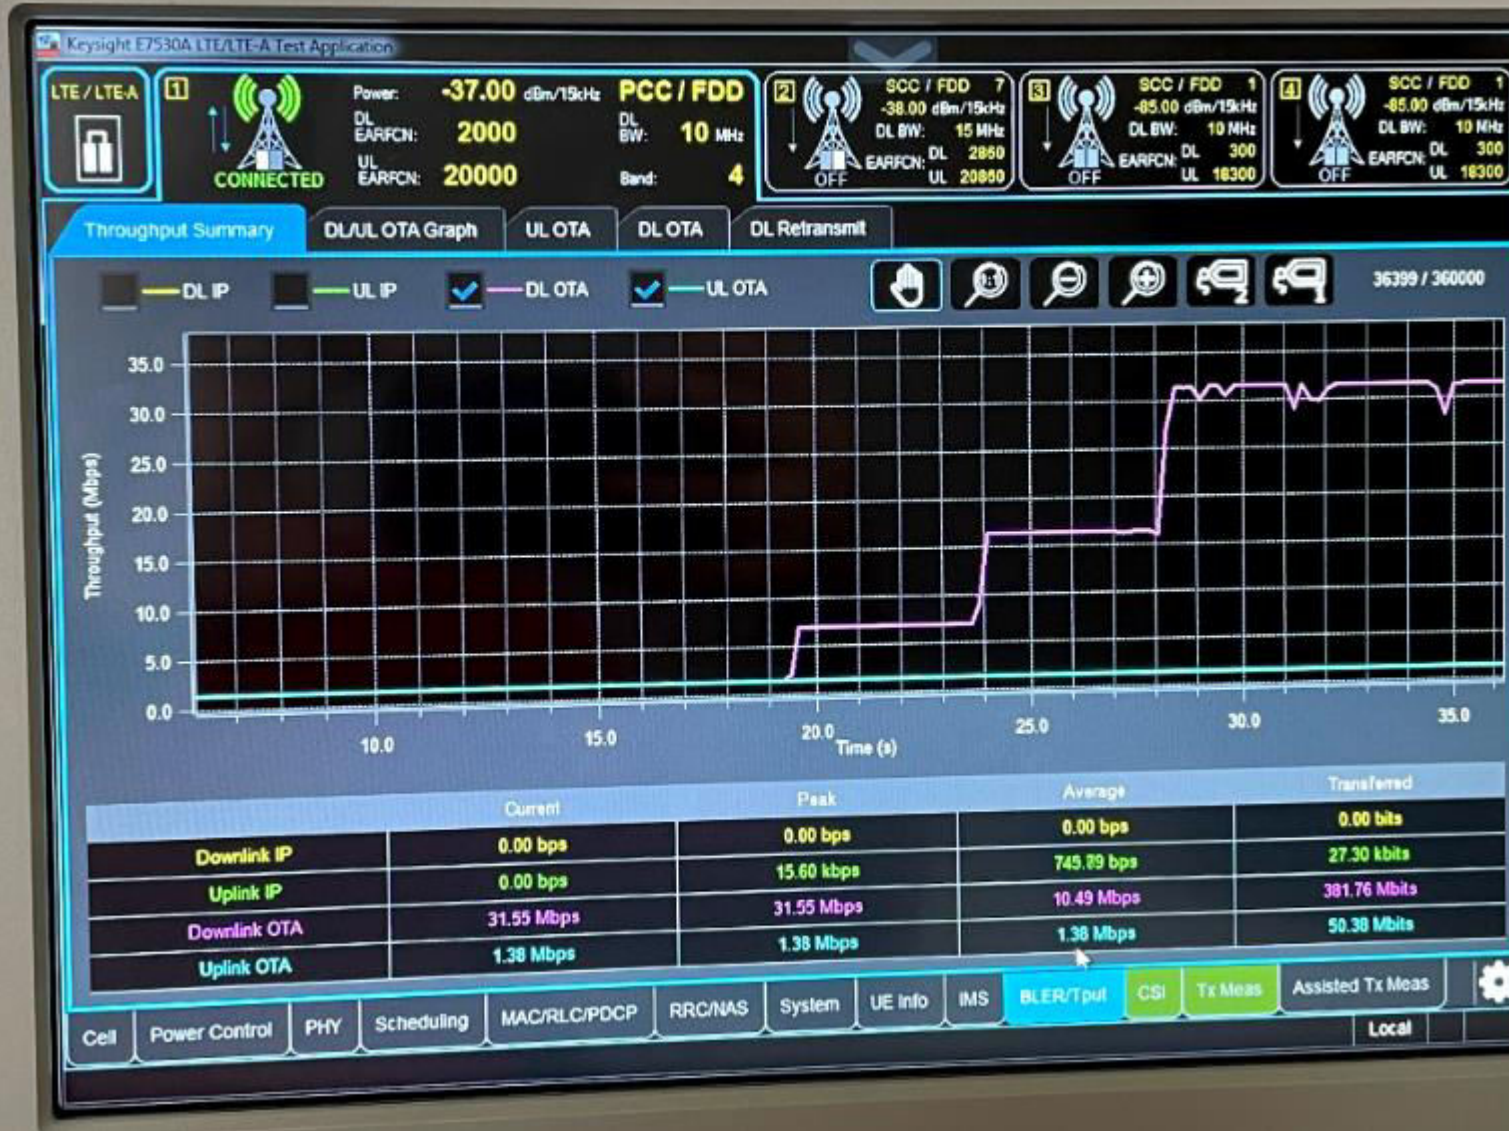 Keysight E7530A LTE/LTE-A Test Application
LTE / LTE-A
1
Power: -37.00 dBm/15kHz PCC / FDD
DL EARFCN: 2000 DL BW: 10 MHz
UL EARFCN: 20000 Band: 4
CONNECTED
2
SCC / FDD 7
-38.00 dBm/15kHz
DL BW: 15 MHz
EARFCN: DL 2860
UL 20860
OFF
3
SCC / FDD 1
-85.00 dBm/15kHz
DL BW: 10 MHz
EARFCN: DL 300
UL 18300
OFF
4
SCC / FDD 1
-85.00 dBm/15kHz
DL BW: 10 MHz
EARFCN: DL 300
UL 18300
OFF
Throughput Summary DL/UL OTA Graph UL OTA DL OTA DL Retransmit
DL IP UL IP DL OTA UL OTA 1:1 2 1 36399 / 360000
Throughput (Mbps)
35.0
30.0
25.0
20.0
15.0
10.0
5.0
0.0
10.0 15.0 20.0 25.0 30.0 35.0
Time (s)
Current Peak Average Transferred
Downlink IP 0.00 bps 0.00 bps 0.00 bps 0.00 bits
Uplink IP 0.00 bps 15.60 kbps 745.89 bps 27.30 kbits
Downlink OTA 31.55 Mbps 31.55 Mbps 10.49 Mbps 381.76 Mbits
Uplink OTA 1.38 Mbps 1.38 Mbps 1.38 Mbps 50.38 Mbits
Cell Power Control PHY Scheduling MAC/RLC/PDCP RRC/NAS System UE Info IMS BLER/Tput CSI Tx Meas Assisted Tx Meas
Local